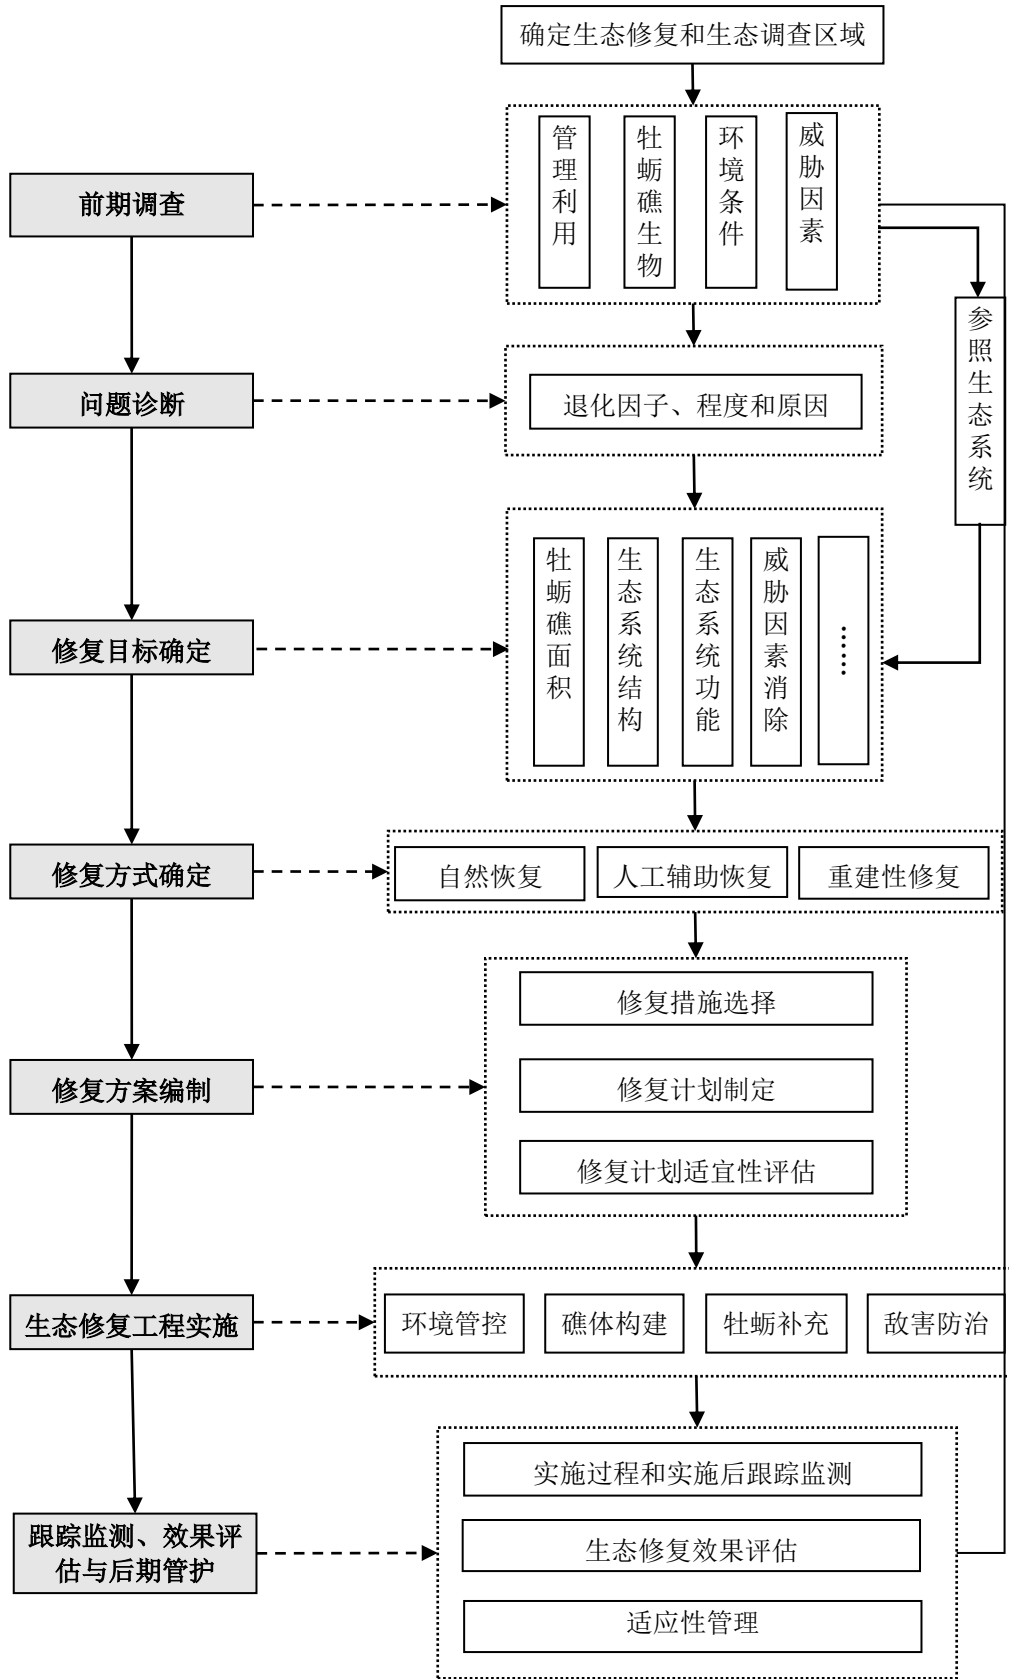 确定生态修复和生态调查区域
前期调查
管理利用
牡蛎礁生物
环境条件
威胁因素
参照生态系统
问题诊断
退化因子、程度和原因
修复目标确定
牡蛎礁面积
生态系统结构
生态系统功能
威胁因素消除
……
修复方式确定
自然恢复
人工辅助恢复
重建性修复
修复方案编制
修复措施选择
修复计划制定
修复计划适宜性评估
生态修复工程实施
环境管控
礁体构建
牡蛎补充
敌害防治
跟踪监测、效果评
估与后期管护
实施过程和实施后跟踪监测
生态修复效果评估
适应性管理